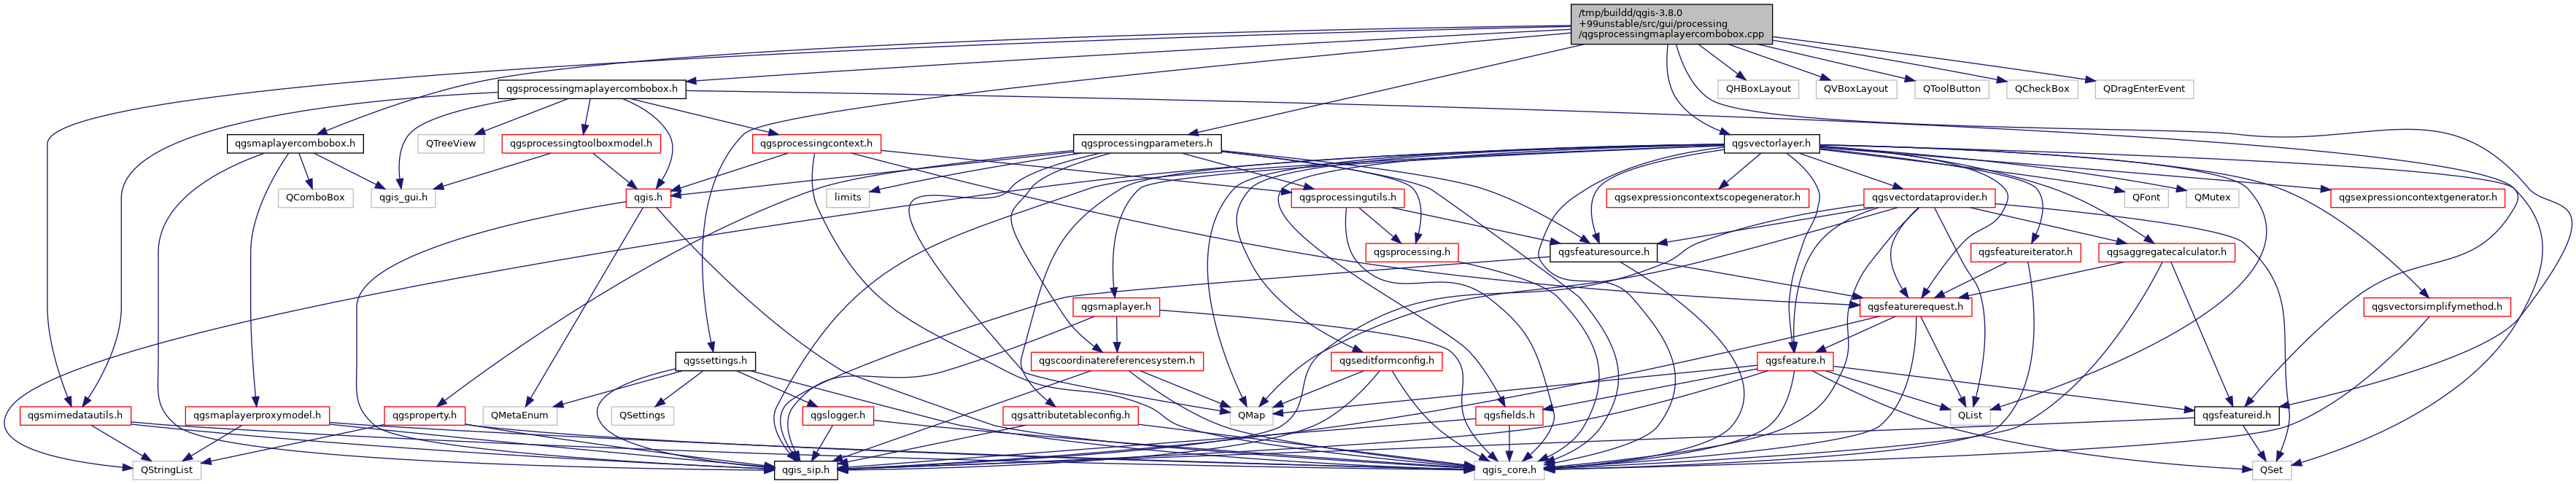 /tmp/buildd/qgis-3.8.0
+99unstable/src/gui/processing
/qgsprocessingmaplayercombobox.cpp
qgsprocessingmaplayercombobox.h
QHBoxLayout
QVBoxLayout
QToolButton
QCheckBox
QDragEnterEvent
qgsmaplayercombobox.h
QTreeView
qgsprocessingtoolboxmodel.h
qgsprocessingcontext.h
qgsprocessingparameters.h
qgsvectorlayer.h
QComboBox
qgis_gui.h
qgis.h
limits
qgsprocessingutils.h
qgsexpressioncontextscopegenerator.h
qgsvectordataprovider.h
QFont
QMutex
qgsexpressioncontextgenerator.h
qgsprocessing.h
qgsfeaturesource.h
qgsfeatureiterator.h
qgsaggregatecalculator.h
qgsmaplayer.h
qgsfeaturerequest.h
qgsvectorsimplifymethod.h
qgssettings.h
qgscoordinatereferencesystem.h
qgseditformconfig.h
qgsfeature.h
qgsmimedatautils.h
qgsmaplayerproxymodel.h
qgsproperty.h
QMetaEnum
QSettings
qgslogger.h
qgsattributetableconfig.h
QMap
qgsfields.h
QList
qgsfeatureid.h
QStringList
qgis_sip.h
qgis_core.h
QSet